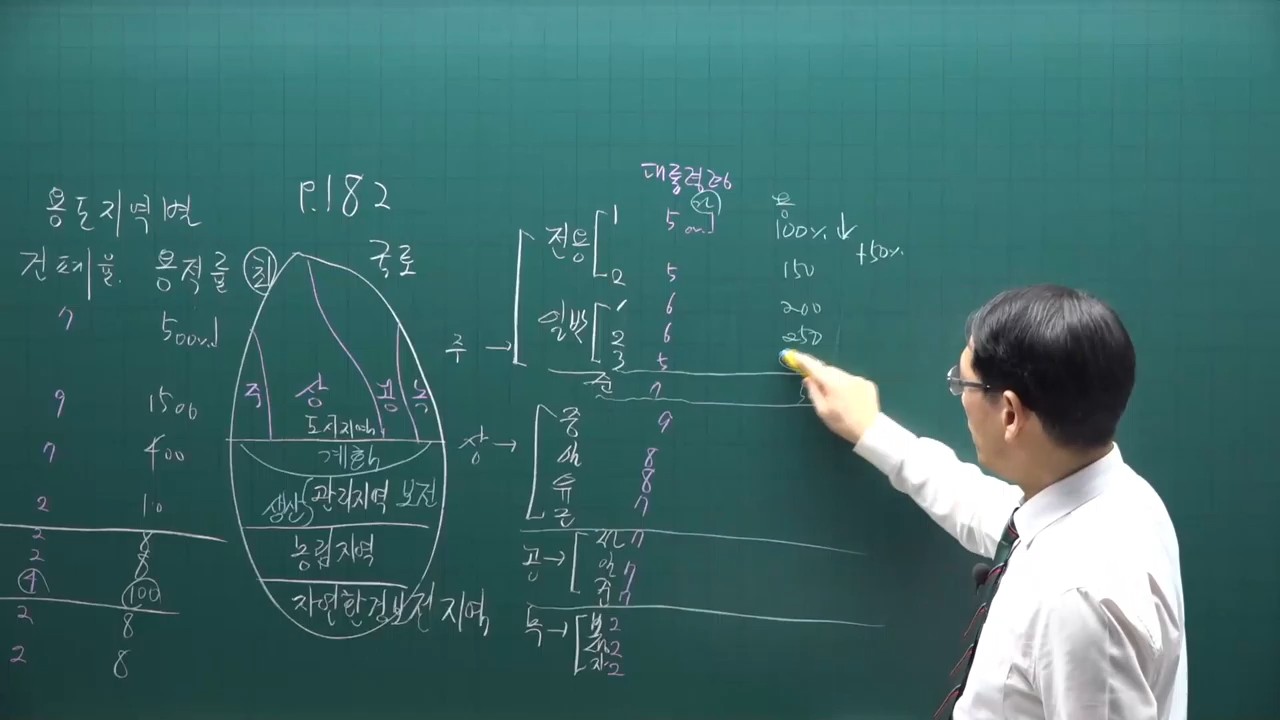 용도지역별
건폐율 용적률 최
7 500%↓
9 1500
7 400
2 10
2 8
2 8
4 100
2 8
2 8
P.182
국토
주 상 공 녹
도시지역
계획
생산 관리지역 보전
농림지역
자연환경보전지역
대통령령
건 용
주 →
전용 1 5 0%↓ 100%↓
+50%
2 5 150
일반 1 6 200
2 6 250
3 5
준 7 5
상 →
중 9
일 8
유 8
근 7
공 →
전 7
일 7
준 7
녹 →
보 2
생 2
자 2